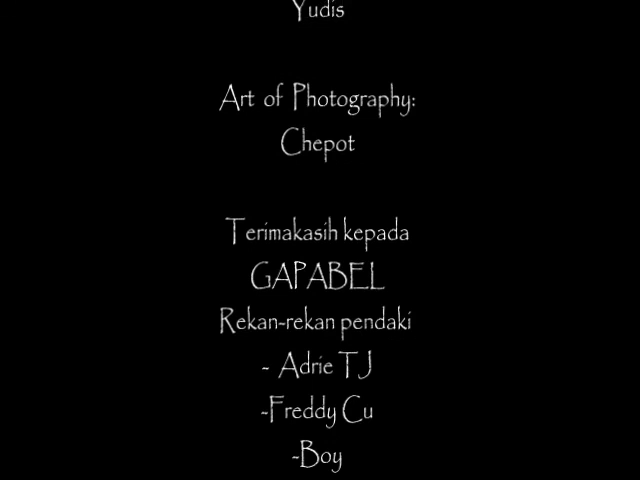 Yudis
Art of Photography:
Chepot
Terimakasih kepada
GAPABEL
Rekan-rekan pendaki
- Adrie TJ
-Freddy Cu
-Boy